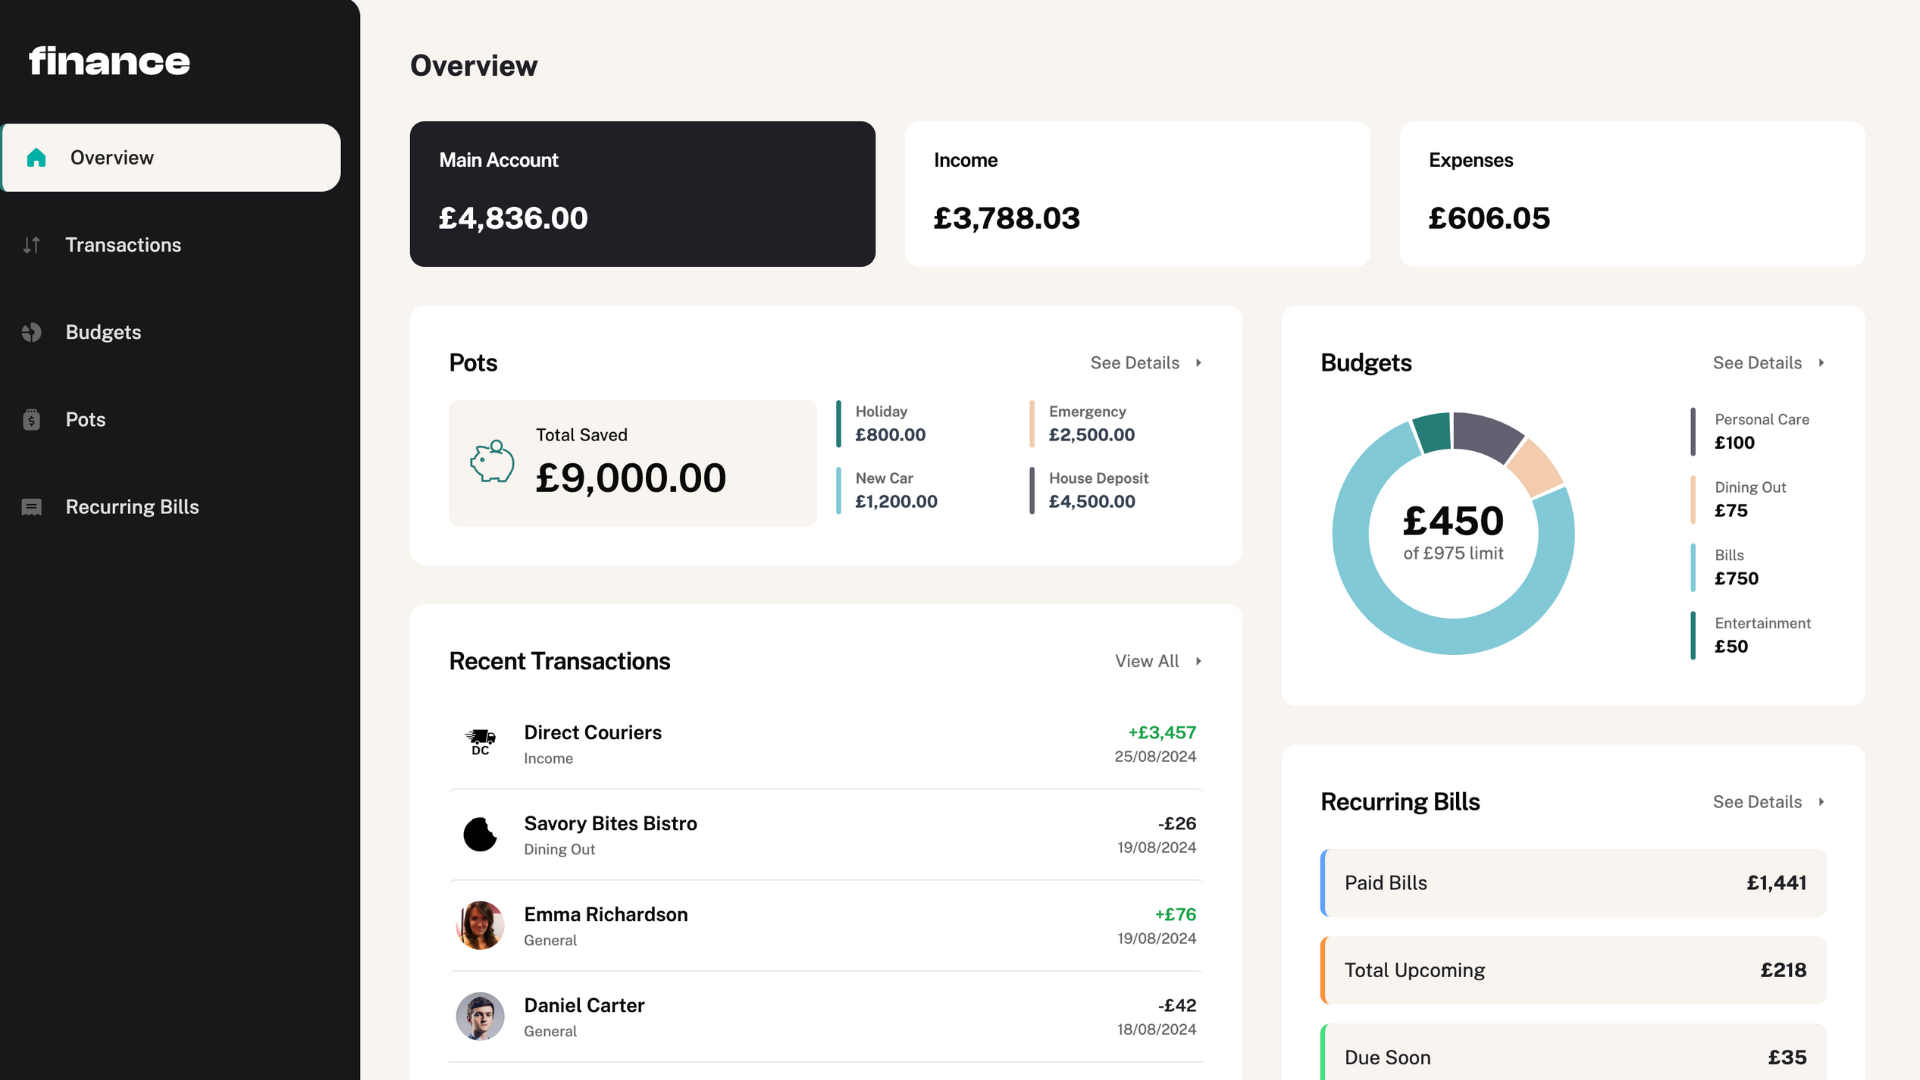 finance
Overview
Transactions
Budgets
Pots
Recurring Bills
Overview
Main Account
£4,836.00
Income
£3,788.03
Expenses
£606.05
Pots
See Details
Total Saved
£9,000.00
Holiday
£800.00
Emergency
£2,500.00
New Car
£1,200.00
House Deposit
£4,500.00
Budgets
See Details
£450
of £975 limit
Personal Care
£100
Dining Out
£75
Bills
£750
Entertainment
£50
Recent Transactions
View All
DC
Direct Couriers
Income
+£3,457
25/08/2024
Savory Bites Bistro
Dining Out
-£26
19/08/2024
Emma Richardson
General
+£76
19/08/2024
Daniel Carter
General
-£42
18/08/2024
Recurring Bills
See Details
Paid Bills
£1,441
Total Upcoming
£218
Due Soon
£35